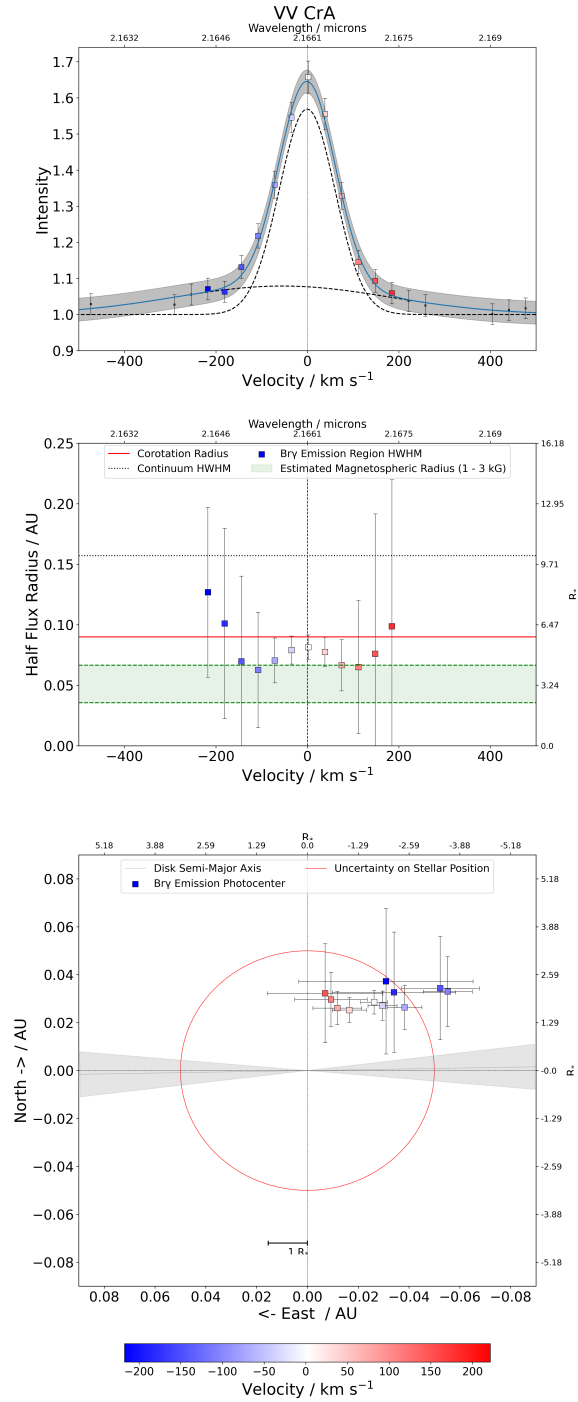 VV CrA
Wavelength / microns
2.1632 2.1646 2.1661 2.1675 2.169
1.7
1.6
1.5
1.4
1.3
1.2
1.1
1.0
0.9
Intensity
−400 −200 0 200 400
Velocity / km s⁻¹
Wavelength / microns
2.1632 2.1646 2.1661 2.1675 2.169
Corotation Radius
Continuum HWHM
Brγ Emission Region HWHM
Estimated Magnetospheric Radius (1 - 3 kG)
0.25
0.20
0.15
0.10
0.05
0.00
Half Flux Radius / AU
16.18
12.95
9.71
6.47
3.24
0.0
R*
−400 −200 0 200 400
Velocity / km s⁻¹
R*
5.18 3.88 2.59 1.29 0.0 -1.29 -2.59 -3.88 -5.18
Disk Semi-Major Axis
Brγ Emission Photocenter
Uncertainty on Stellar Position
0.08
0.06
0.04
0.02
0.00
−0.02
−0.04
−0.06
−0.08
North -> / AU
5.18
3.88
2.59
1.29
-0.0
-1.29
-2.59
-3.88
-5.18
R*
1 R*
0.08 0.06 0.04 0.02 0.00 −0.02 −0.04 −0.06 −0.08
<- East / AU
−200 −150 −100 −50 0 50 100 150 200
Velocity / km s⁻¹